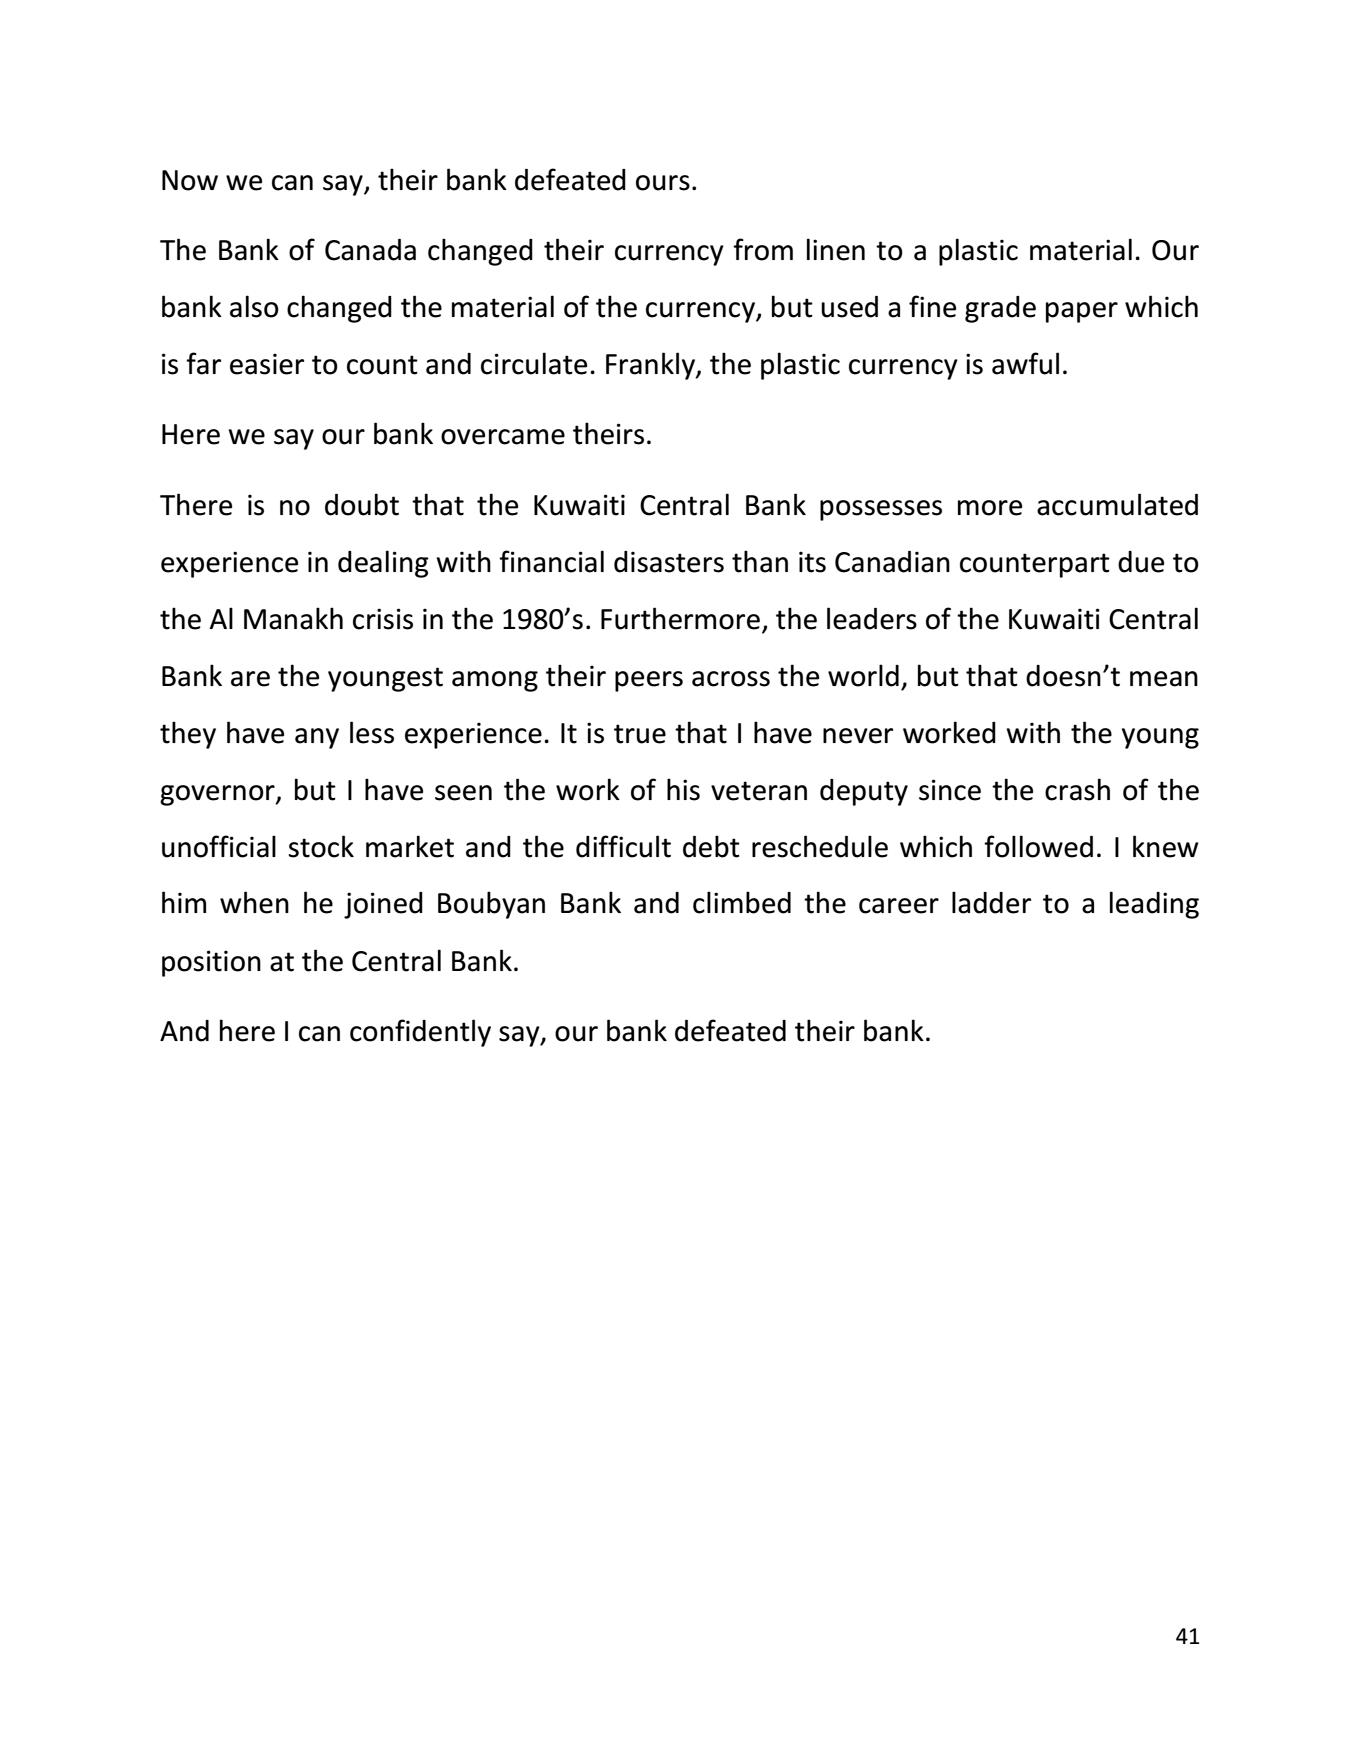 Now we can say, their bank defeated ours.
The Bank of Canada changed their currency from linen to a plastic material. Our
bank also changed the material of the currency, but used a fine grade paper which
is far easier to count and circulate. Frankly, the plastic currency is awful.
Here we say our bank overcame theirs.
There is no doubt that the Kuwaiti Central Bank possesses more accumulated
experience in dealing with financial disasters than its Canadian counterpart due to
the Al Manakh crisis in the 1980’s. Furthermore, the leaders of the Kuwaiti Central
Bank are the youngest among their peers across the world, but that doesn’t mean
they have any less experience. It is true that I have never worked with the young
governor, but I have seen the work of his veteran deputy since the crash of the
unofficial stock market and the difficult debt reschedule which followed. I knew
him when he joined Boubyan Bank and climbed the career ladder to a leading
position at the Central Bank.
And here I can confidently say, our bank defeated their bank.
41